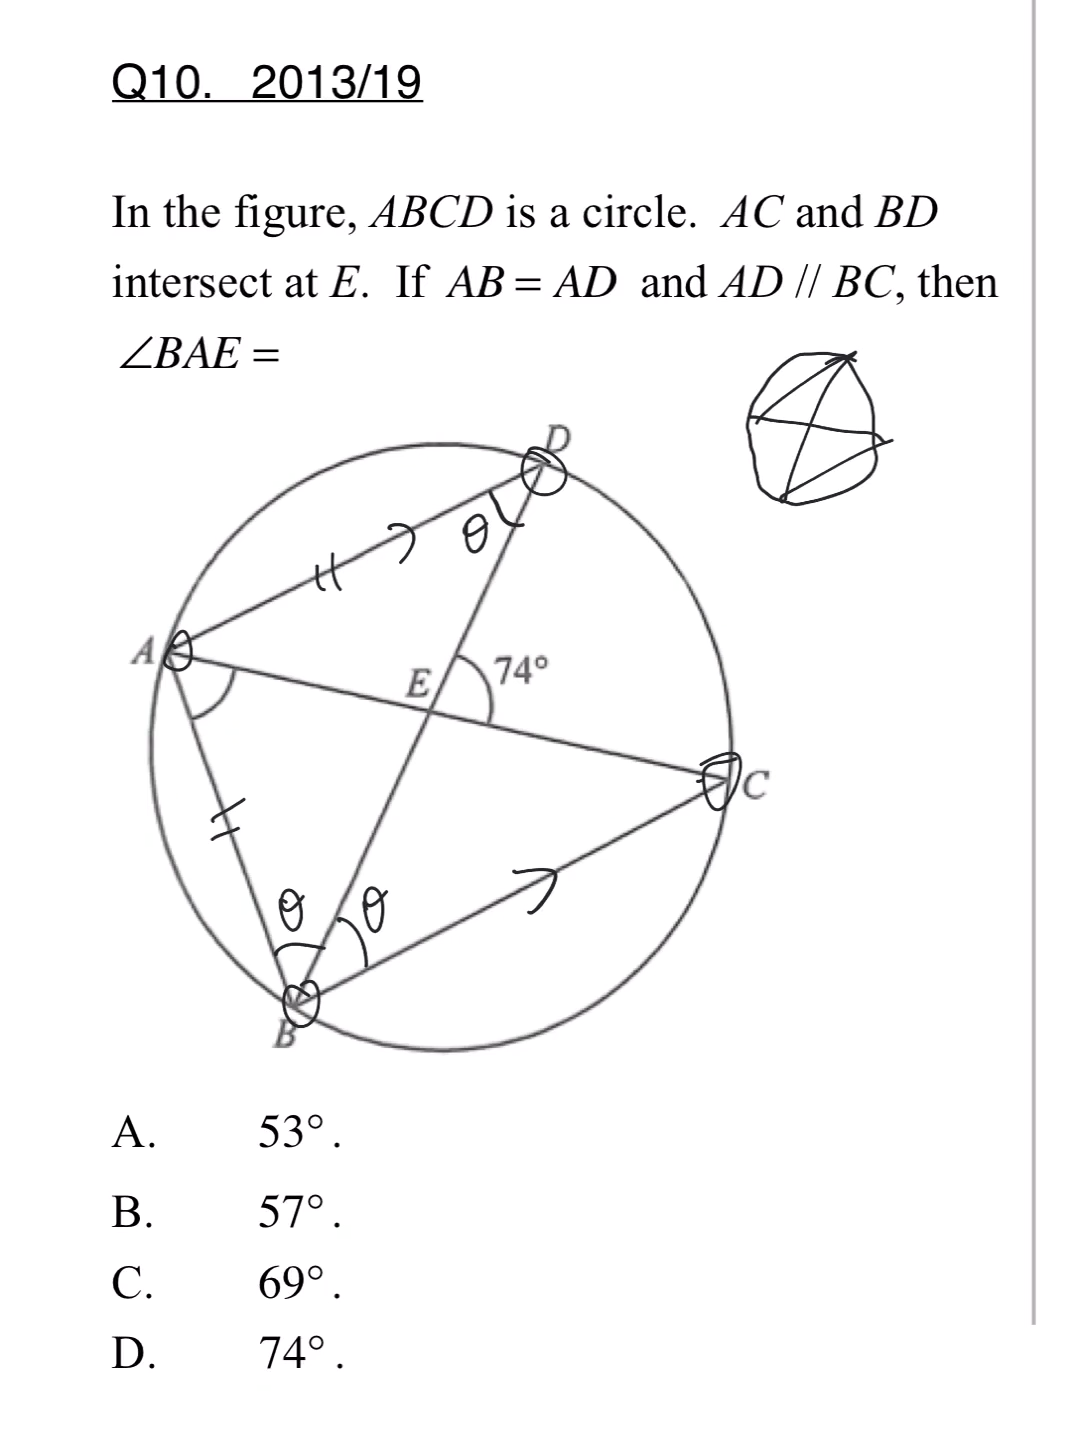 Q10. 2013/19
In the figure, ABCD is a circle. AC and BD
intersect at E. If AB = AD and AD // BC, then
∠BAE =
D
θ
A
E 74°
C
θ θ
B
A. 53°.
B. 57°.
C. 69°.
D. 74°.